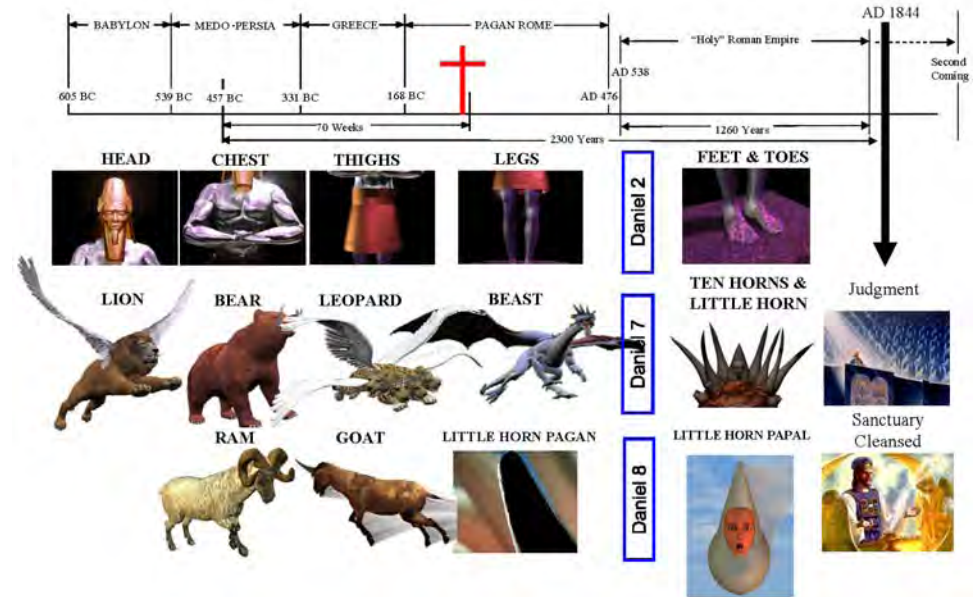 AD 1844
BABYLON
MEDO-PERSIA
GREECE
PAGAN ROME
"Holy" Roman Empire
Second
Coming
AD 538
605 BC
539 BC
457 BC
331 BC
168 BC
AD 476
70 Weeks
1260 Years
2300 Years
HEAD
CHEST
THIGHS
LEGS
Daniel 2
FEET & TOES
LION
BEAR
LEOPARD
BEAST
Daniel 7
TEN HORNS &
LITTLE HORN
Judgment
RAM
GOAT
LITTLE HORN PAGAN
Daniel 8
LITTLE HORN PAPAL
Sanctuary
Cleansed